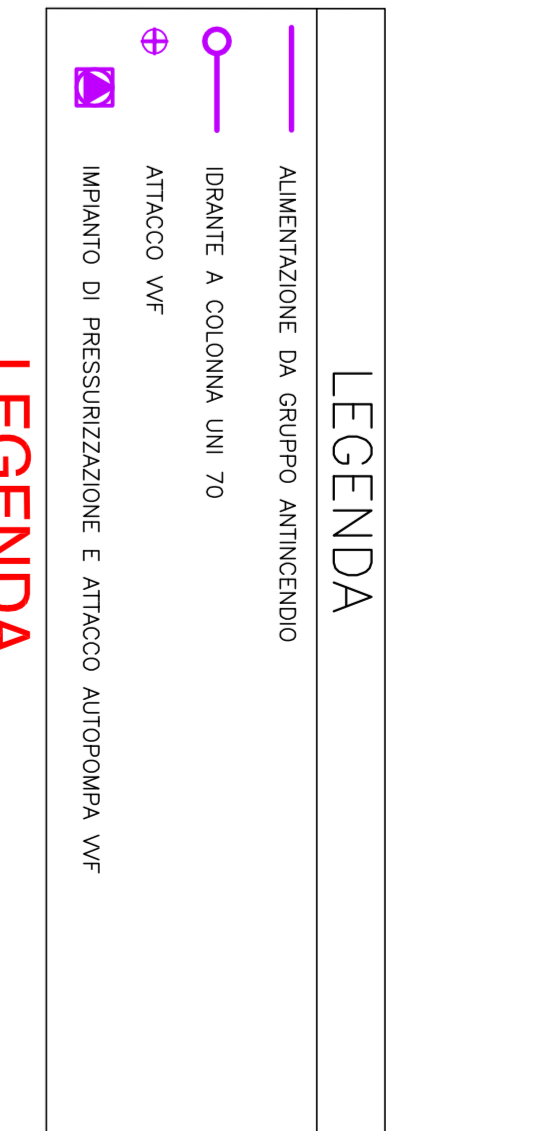 LEGENDA
ALIMENTAZIONE DA GRUPPO ANTINCENDIO
IDRANTE A COLONNA UNI 70
ATTACCO VVF
IMPIANTO DI PRESSURIZZAZIONE E ATTACCO AUTOPOMPA VVF
LEGENDA